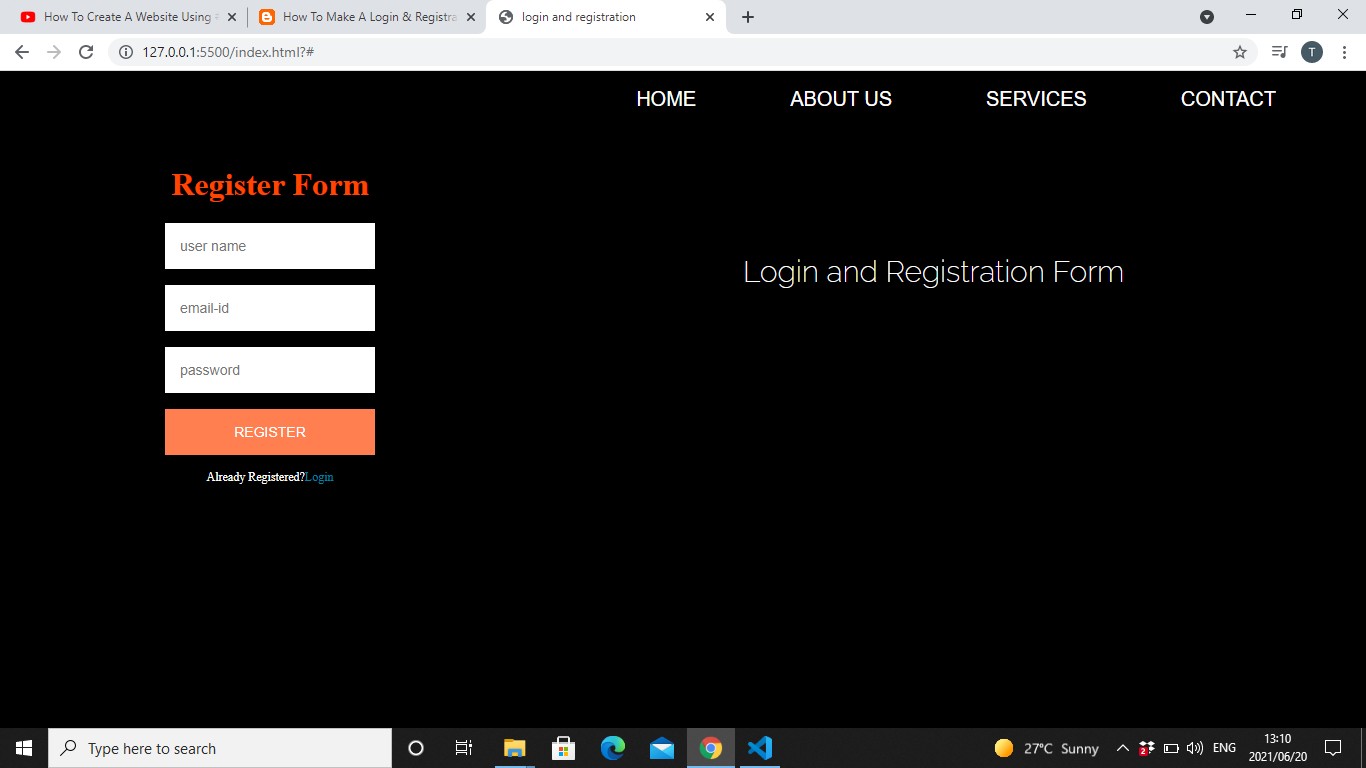 How To Create A Website Using
How To Make A Login & Registra
login and registration
127.0.0.1:5500/index.html?#
T
HOME
ABOUT US
SERVICES
CONTACT
Register Form
user name
email-id
password
REGISTER
Already Registered?Login
Login and Registration Form
Type here to search
2
27°C Sunny
ENG
13:10
2021/06/20